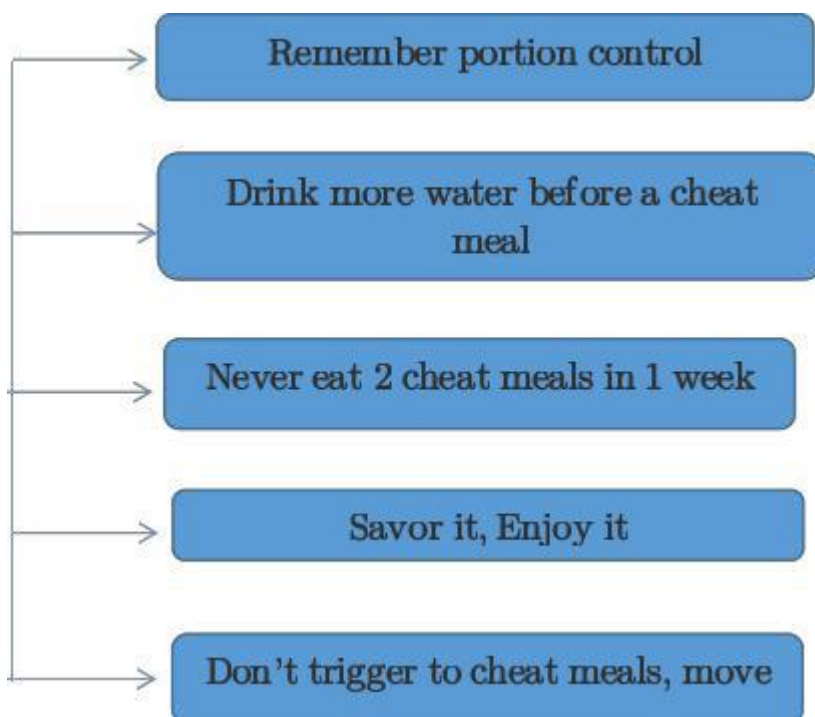 Remember portion control
Drink more water before a cheat
meal
Never eat 2 cheat meals in 1 week
Savor it, Enjoy it
Don't trigger to cheat meals, move